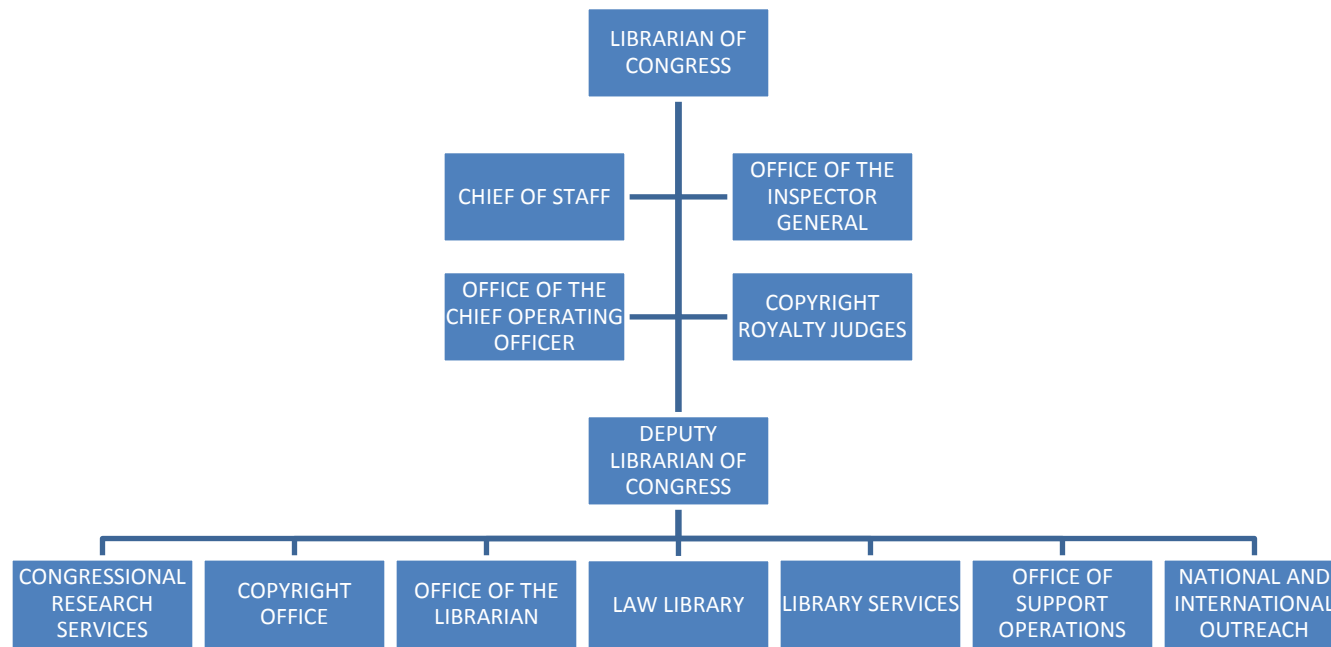 LIBRARIAN OF
CONGRESS
CHIEF OF STAFF
OFFICE OF THE
INSPECTOR
GENERAL
OFFICE OF THE
CHIEF OPERATING
OFFICER
COPYRIGHT
ROYALTY JUDGES
DEPUTY
LIBRARIAN OF
CONGRESS
CONGRESSIONAL
RESEARCH
SERVICES
COPYRIGHT
OFFICE
OFFICE OF THE
LIBRARIAN
LAW LIBRARY
LIBRARY SERVICES
OFFICE OF
SUPPORT
OPERATIONS
NATIONAL AND
INTERNATIONAL
OUTREACH